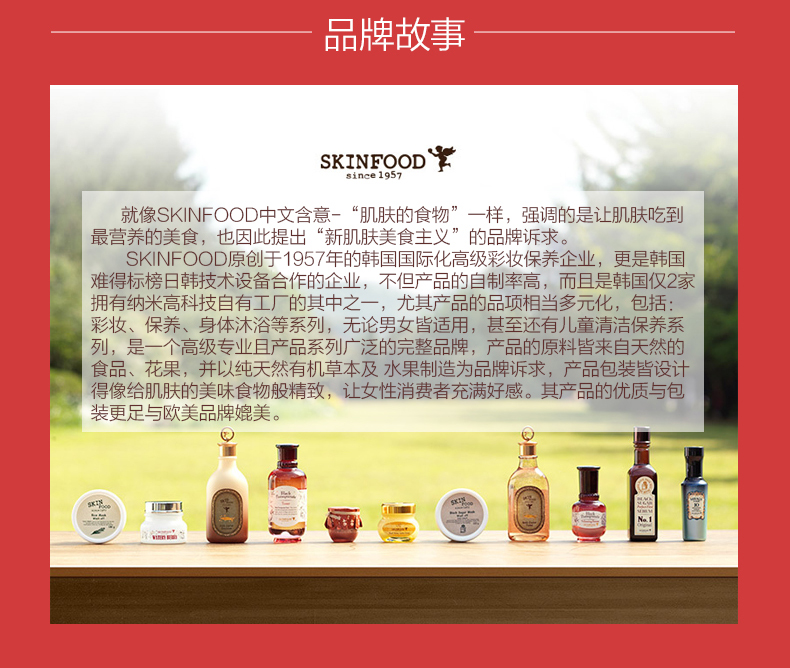 品牌故事
SKINFOOD
since 1957
就像SKINFOOD中文含意-“肌肤的食物”一样，强调的是让肌肤吃到
最营养的美食，也因此提出“新肌肤美食主义”的品牌诉求。
SKINFOOD原创于1957年的韩国国际化高级彩妆保养企业，更是韩国
难得标榜日韩技术设备合作的企业，不但产品的自制率高，而且是韩国仅2家
拥有纳米高科技自有工厂的其中之一，尤其产品的品项相当多元化，包括：
彩妆、保养、身体沐浴等系列，无论男女皆适用，甚至还有儿童清洁保养系
列，是一个高级专业且产品系列广泛的完整品牌，产品的原料皆来自天然的
食品、花果，并以纯天然有机草本及 水果制造为品牌诉求，产品包装皆设计
得像给肌肤的美味食物般精致，让女性消费者充满好感。其产品的优质与包
装更足与欧美品牌媲美。
SKIN
FOOD
SKIN
FOOD
Black Sugar Mask
BLACK
SUGAR
SERUM
No.1